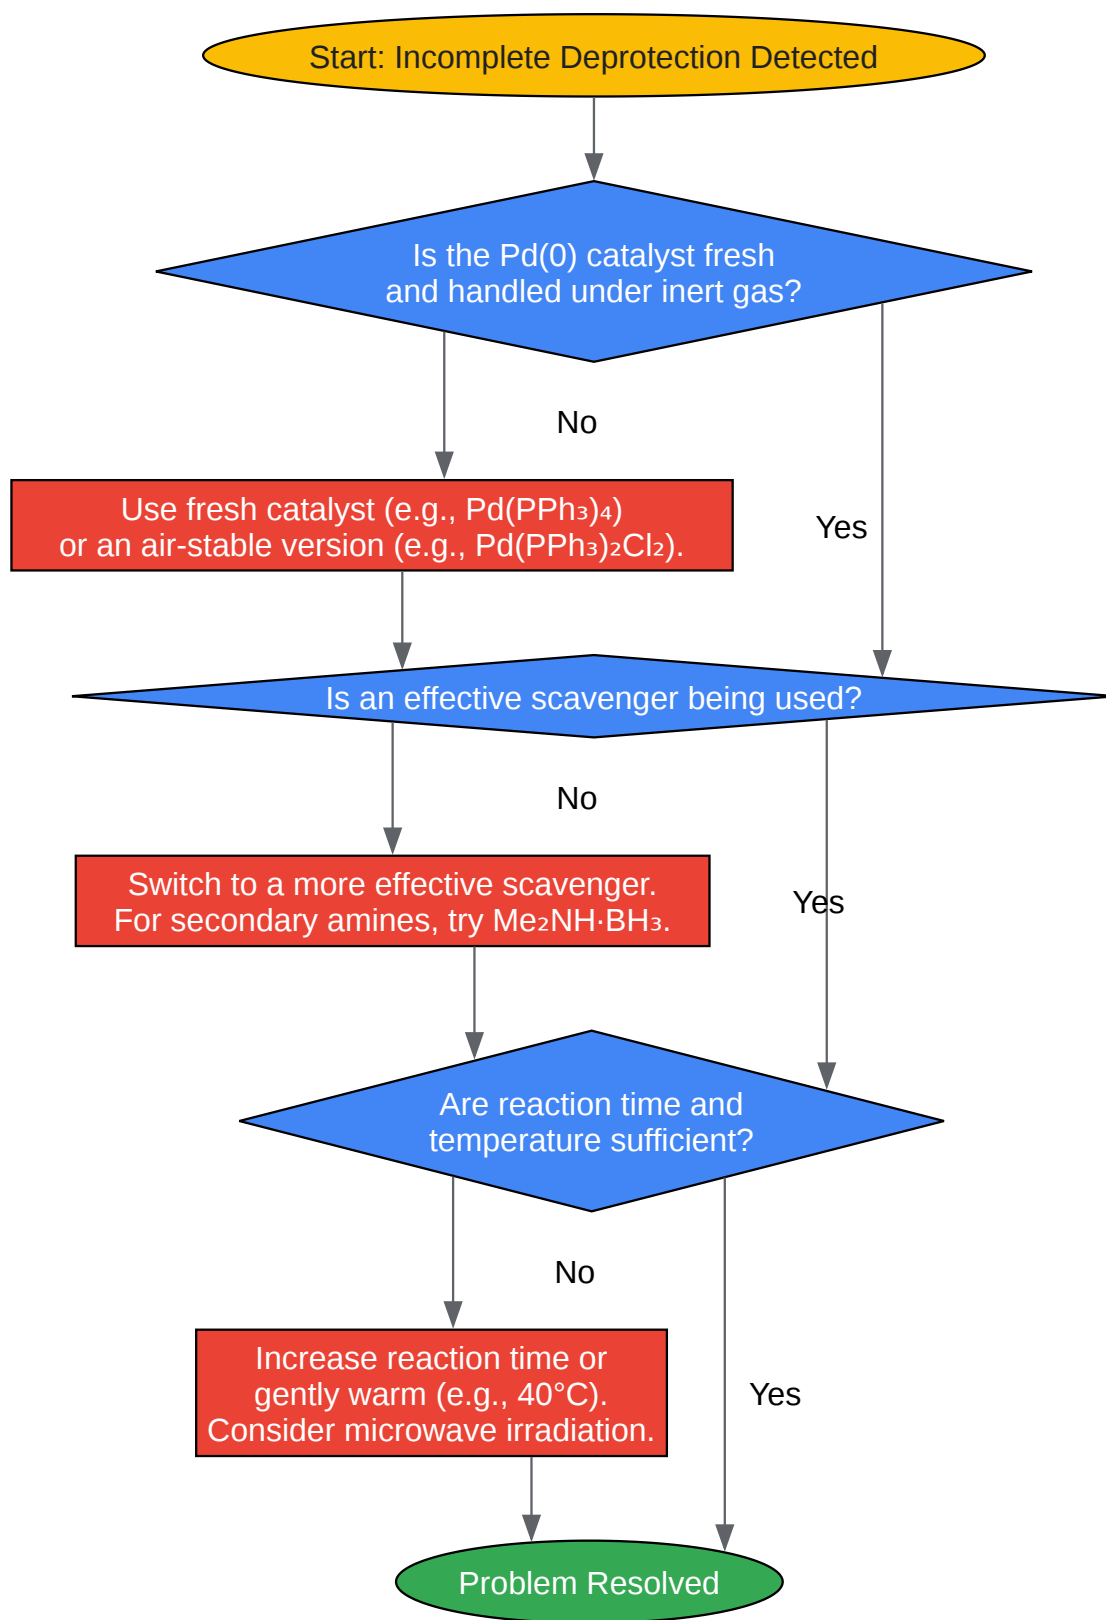 Start: Incomplete Deprotection Detected
Is the Pd(0) catalyst fresh
and handled under inert gas?
No
Use fresh catalyst (e.g., Pd(PPh₃)₄)
or an air-stable version (e.g., Pd(PPh₃)₂Cl₂).
Yes
Is an effective scavenger being used?
No
Switch to a more effective scavenger.
For secondary amines, try Me₂NH·BH₃.
Yes
Are reaction time and
temperature sufficient?
No
Increase reaction time or
gently warm (e.g., 40°C).
Consider microwave irradiation.
Yes
Problem Resolved